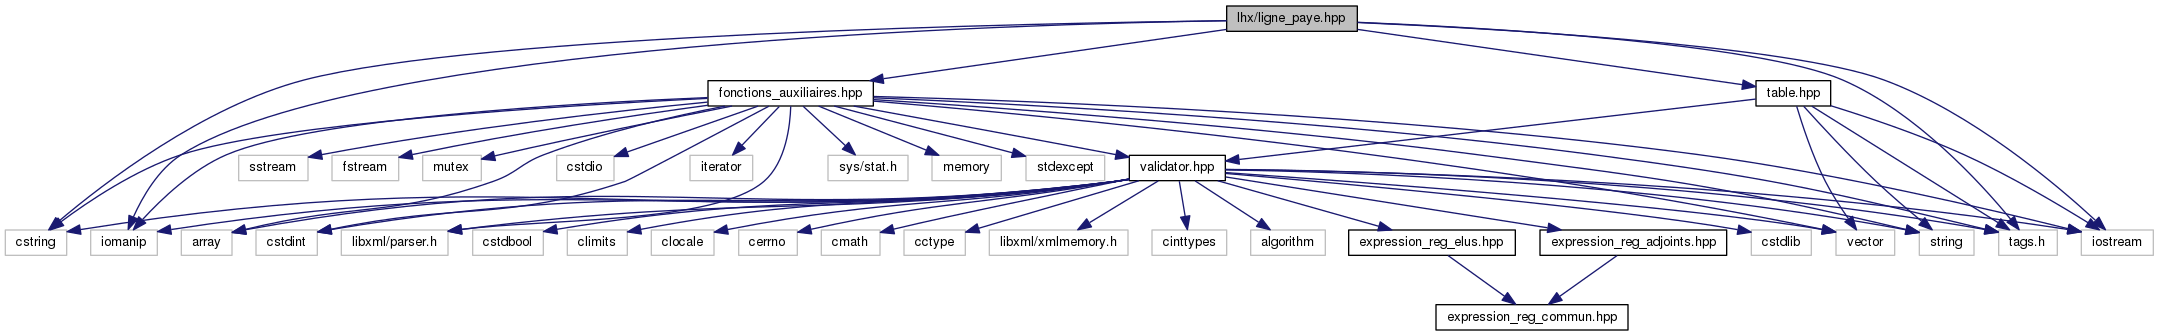 lhx/ligne_paye.hpp
fonctions_auxiliaires.hpp
table.hpp
sstream
fstream
mutex
cstdio
iterator
sys/stat.h
memory
stdexcept
validator.hpp
cstring
iomanip
array
cstdint
libxml/parser.h
cstdbool
climits
clocale
cerrno
cmath
cctype
libxml/xmlmemory.h
cinttypes
algorithm
expression_reg_elus.hpp
expression_reg_adjoints.hpp
cstdlib
vector
string
tags.h
iostream
expression_reg_commun.hpp